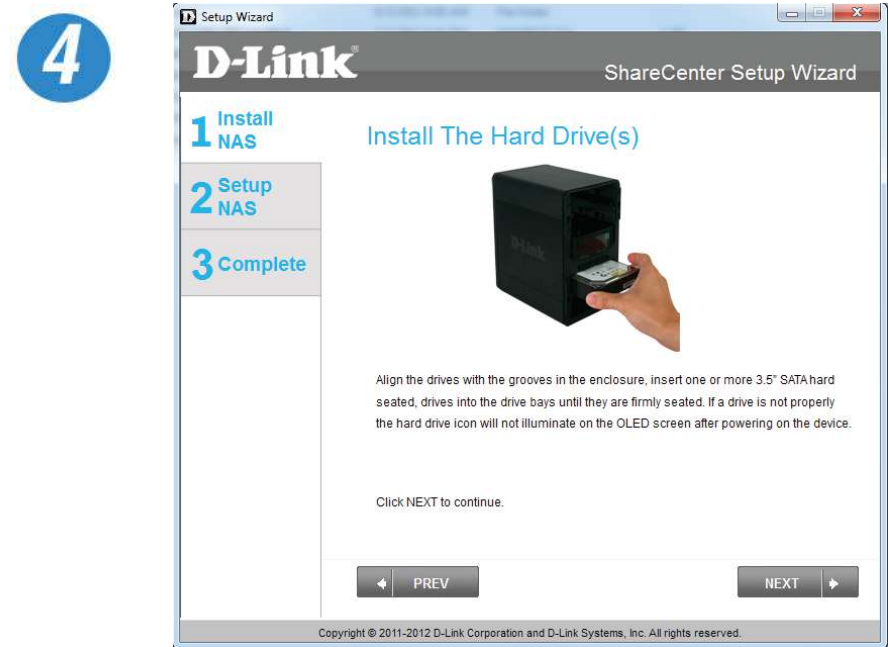 4
Setup Wizard
D-Link®
ShareCenter Setup Wizard
1 Install
NAS
2 Setup
NAS
3 Complete
Install The Hard Drive(s)
D-Link
Align the drives with the grooves in the enclosure, insert one or more 3.5" SATA hard
seated, drives into the drive bays until they are firmly seated. If a drive is not properly
the hard drive icon will not illuminate on the OLED screen after powering on the device.
Click NEXT to continue.
PREV
NEXT
Copyright © 2011-2012 D-Link Corporation and D-Link Systems, Inc. All rights reserved.